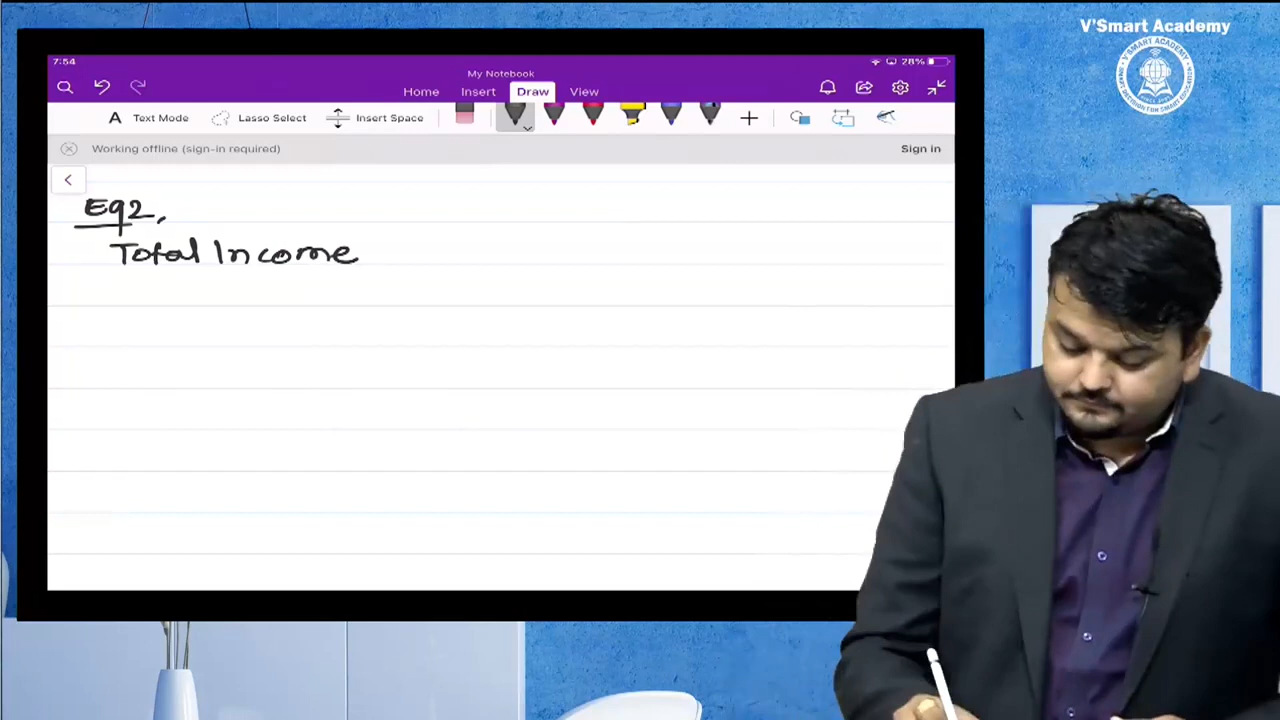 V'Smart Academy
7:54
28%
My Notebook
Home Insert Draw View
Text Mode Lasso Select Insert Space
Working offline (sign-in required) Sign in
Eg2,
Total Income